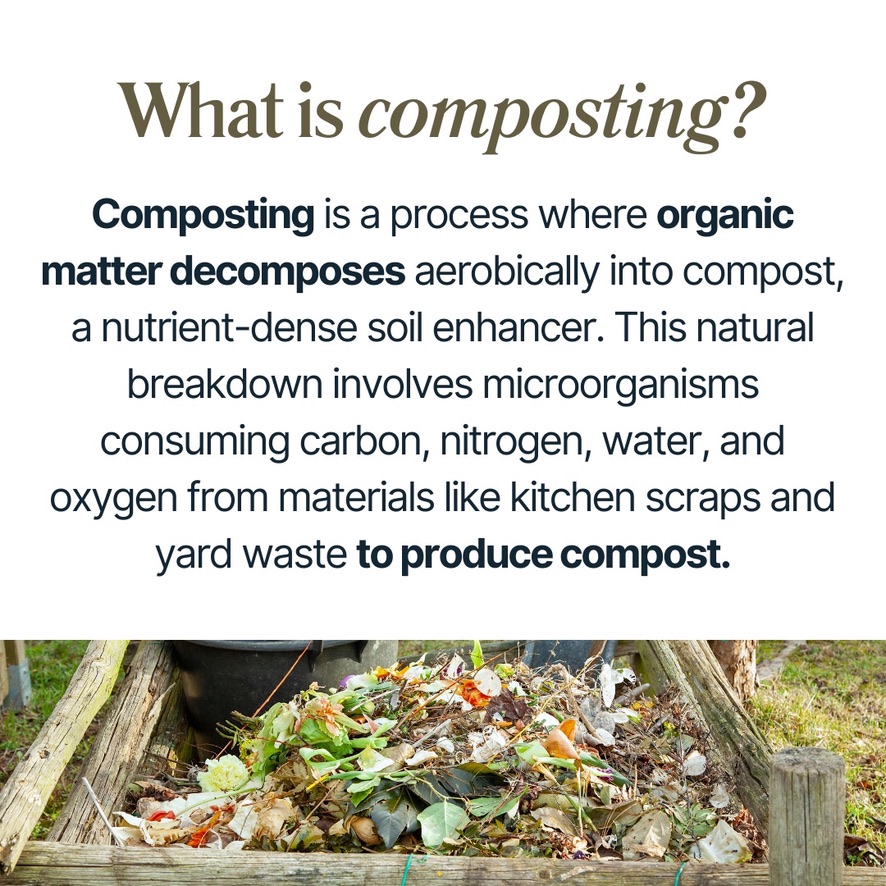 What is composting?
Composting is a process where organic
matter decomposes aerobically into compost,
a nutrient-dense soil enhancer. This natural
breakdown involves microorganisms
consuming carbon, nitrogen, water, and
oxygen from materials like kitchen scraps and
yard waste to produce compost.